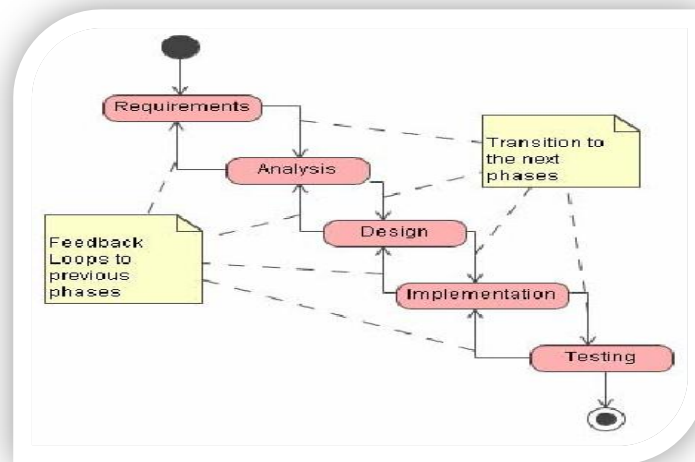 Requirements
Transition to
the next
phases
Analysis
Design
Feedback
Loops to
previous
phases
Implementation
Testing